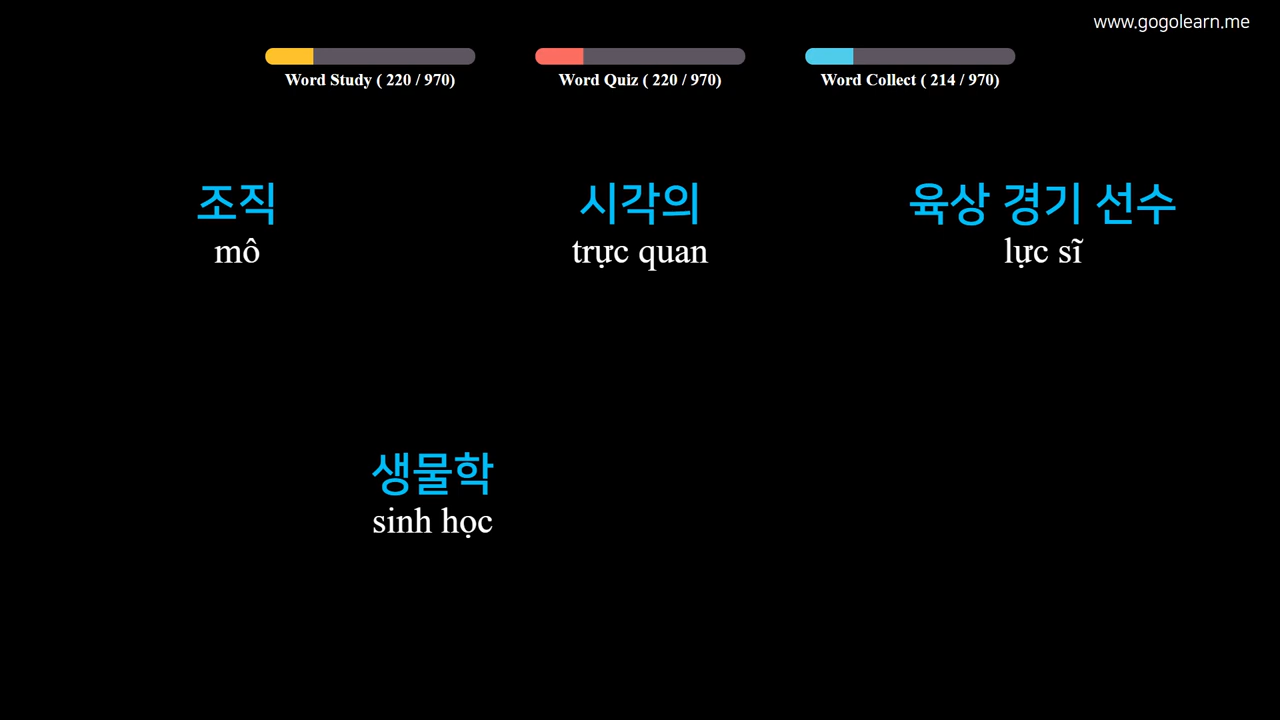 www.gogolearn.me
Word Study ( 220 / 970)
Word Quiz ( 220 / 970)
Word Collect ( 214 / 970)
조직
mô
시각의
trực quan
육상 경기 선수
lực sĩ
생물학
sinh học